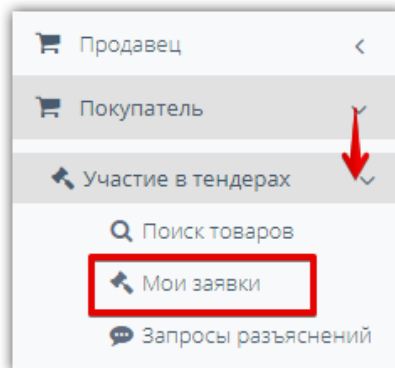 Продавец
Покупатель
Участие в тендерах
Поиск товаров
Мои заявки
Запросы разъяснений